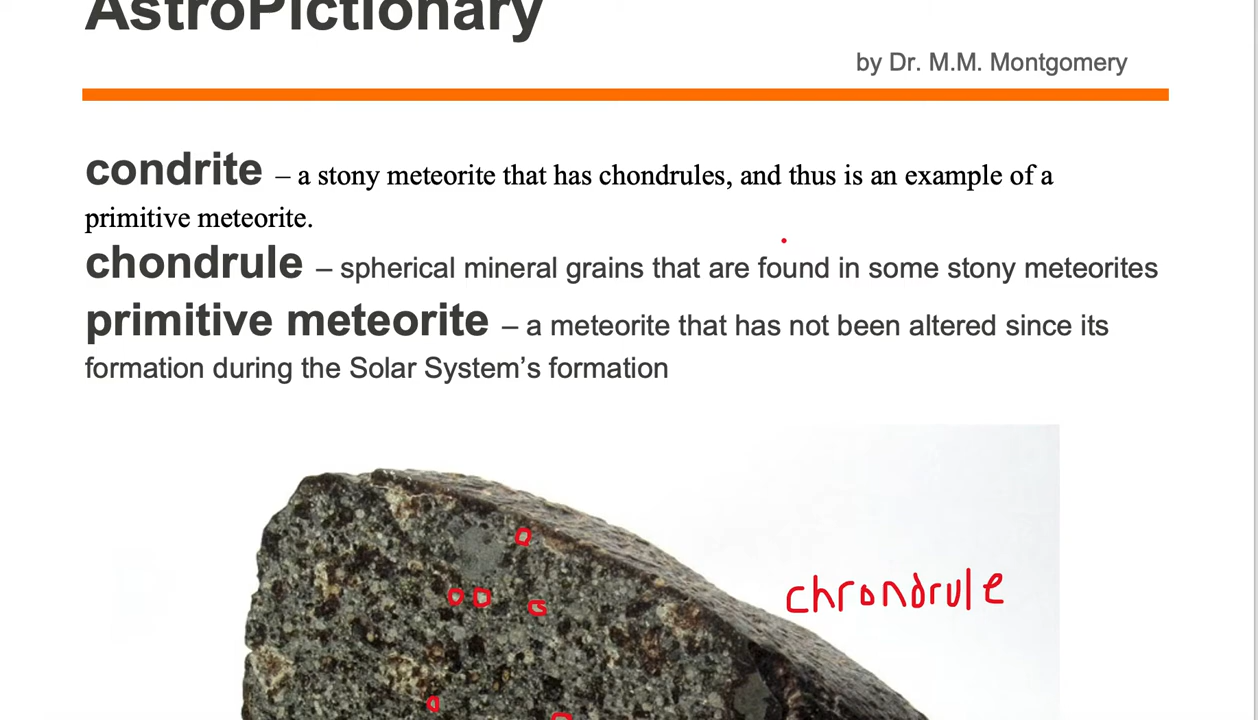 AstroPictionary
by Dr. M.M. Montgomery
condrite – a stony meteorite that has chondrules, and thus is an example of a
primitive meteorite.
chondrule – spherical mineral grains that are found in some stony meteorites
primitive meteorite – a meteorite that has not been altered since its
formation during the Solar System’s formation
chrondrule